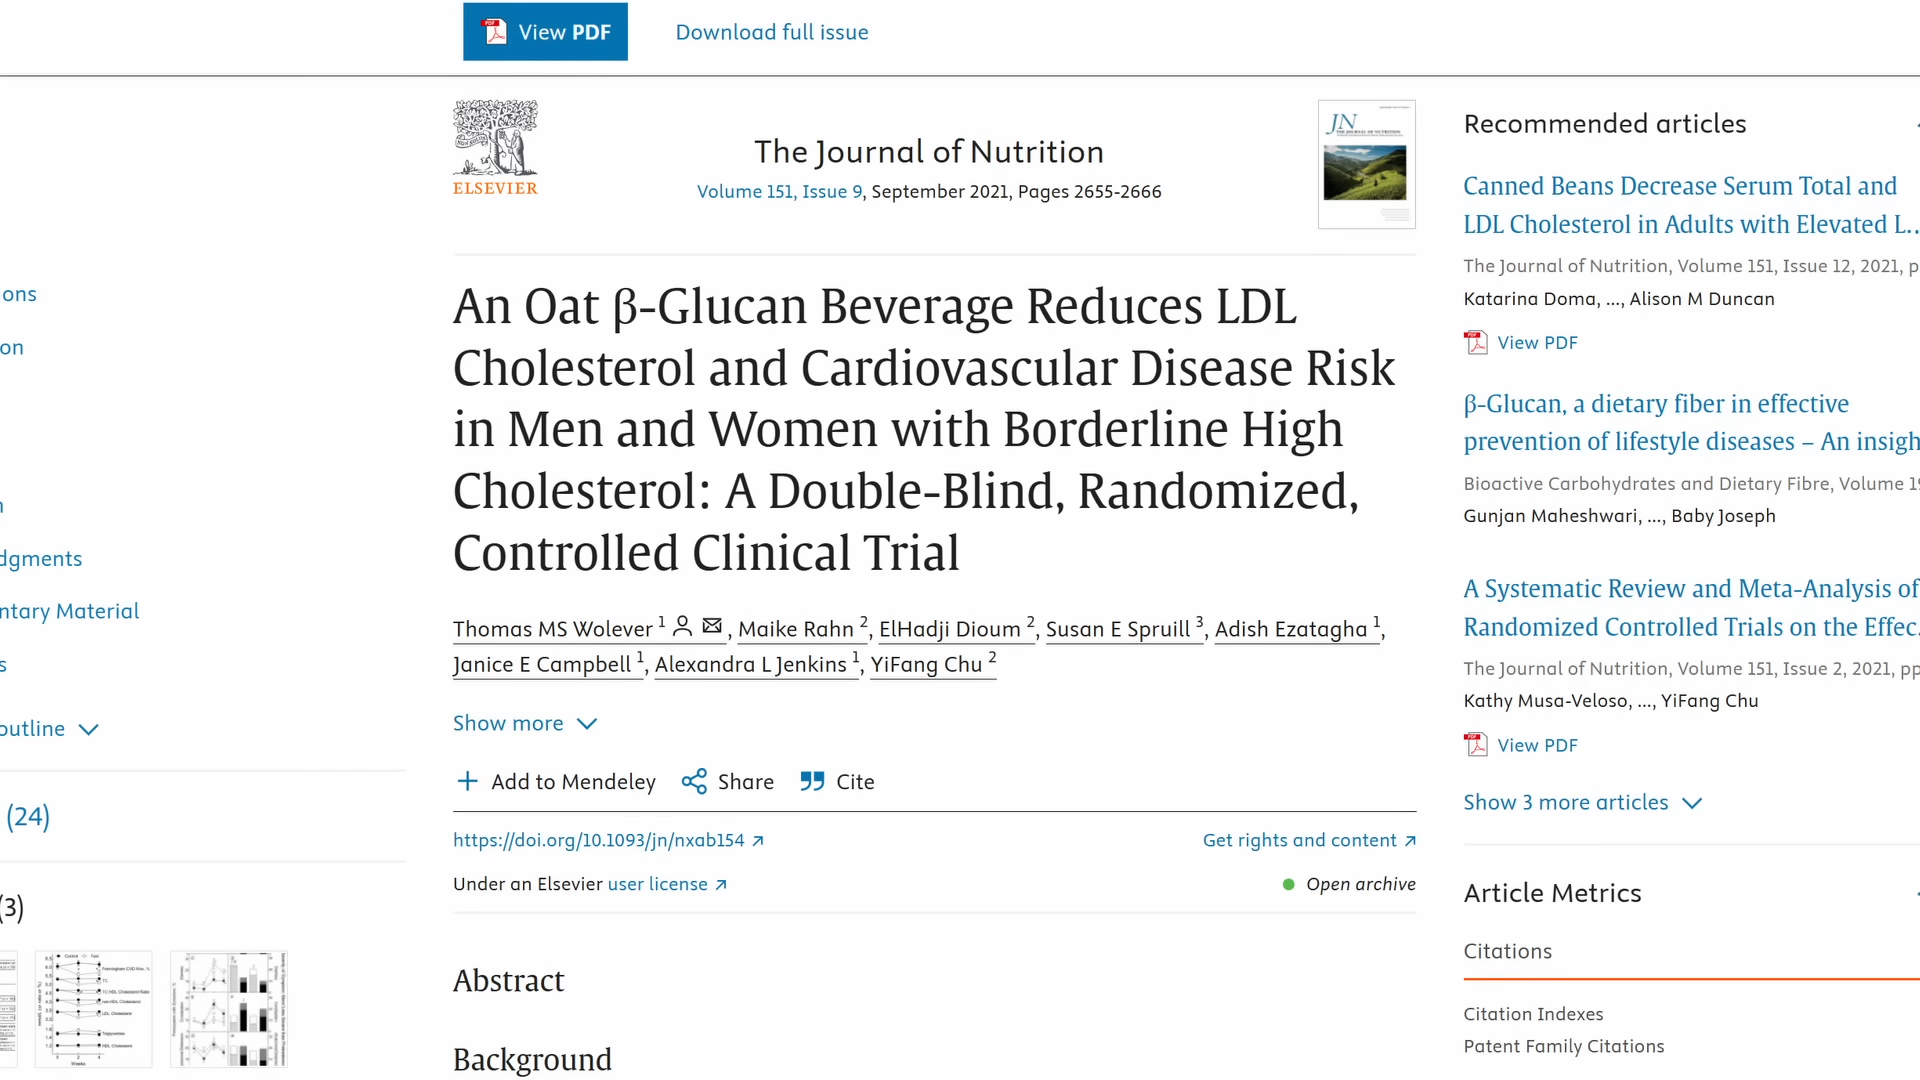 View PDF
Download full issue
ELSEVIER
The Journal of Nutrition
Volume 151, Issue 9, September 2021, Pages 2655-2666
JN
An Oat β-Glucan Beverage Reduces LDL
Cholesterol and Cardiovascular Disease Risk
in Men and Women with Borderline High
Cholesterol: A Double-Blind, Randomized,
Controlled Clinical Trial
Thomas MS Wolever 1, Maike Rahn 2, ElHadji Dioum 2, Susan E Spruill 3, Adish Ezatagha 1,
Janice E Campbell 1, Alexandra L Jenkins 1, YiFang Chu 2
Show more
Add to Mendeley Share Cite
https://doi.org/10.1093/jn/nxab154
Get rights and content
Under an Elsevier user license
Open archive
Abstract
Background
ons
on
dgments
ntary Material
s
outline
(24)
(3)
Recommended articles
Canned Beans Decrease Serum Total and
LDL Cholesterol in Adults with Elevated L…
The Journal of Nutrition, Volume 151, Issue 12, 2021, p
Katarina Doma, ..., Alison M Duncan
View PDF
β-Glucan, a dietary fiber in effective
prevention of lifestyle diseases – An insigh
Bioactive Carbohydrates and Dietary Fibre, Volume 19
Gunjan Maheshwari, ..., Baby Joseph
A Systematic Review and Meta-Analysis of
Randomized Controlled Trials on the Effec…
The Journal of Nutrition, Volume 151, Issue 2, 2021, pp
Kathy Musa-Veloso, ..., YiFang Chu
View PDF
Show 3 more articles
Article Metrics
Citations
Citation Indexes
Patent Family Citations